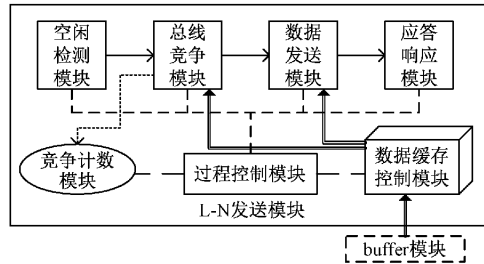 空闲
检测
模块
总线
竞争
模块
数据
发送
模块
应答
响应
模块
竞争计数
模块
过程控制模块
数据缓存
控制模块
L-N发送模块
buffer模块